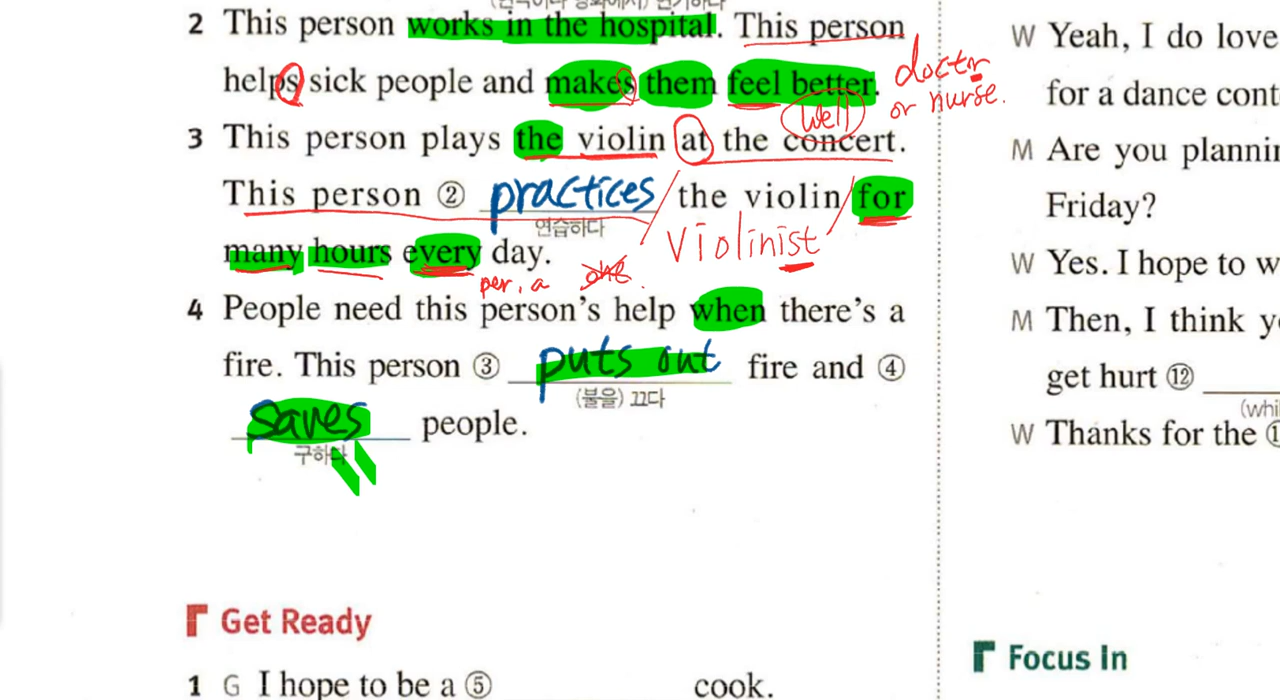 2 This person works in the hospital. This person
helps sick people and makes them feel better.
doctor
or nurse.
well
3 This person plays the violin at the concert.
This person ② practices the violin for
연습하다
violinist
many hours every day.
per, a one
4 People need this person's help when there's a
fire. This person ③ puts out fire and ④
(불을) 끄다
saves people.
구하다
Get Ready
1 G I hope to be a ⑤ cook.
W Yeah, I do love
for a dance cont
M Are you plannin
Friday?
W Yes. I hope to w
M Then, I think yo
get hurt ⑫
(whi
W Thanks for the
Focus In